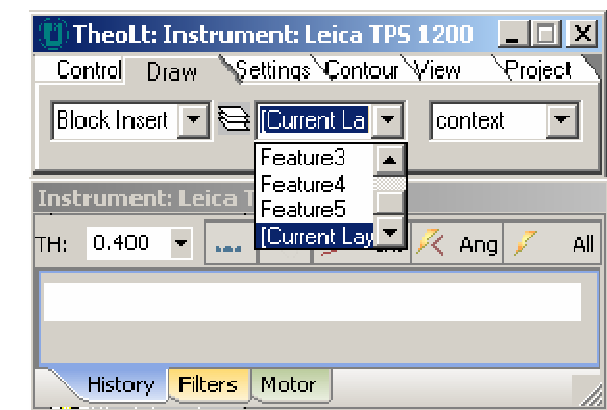 TheoLt: Instrument: Leica TPS 1200
Control Draw Settings Contour View Project
Block Insert [Current La context
Feature3
Feature4
Feature5
[Current Lay
Instrument: Leica T
TH: 0.400 Ang All
History Filters Motor